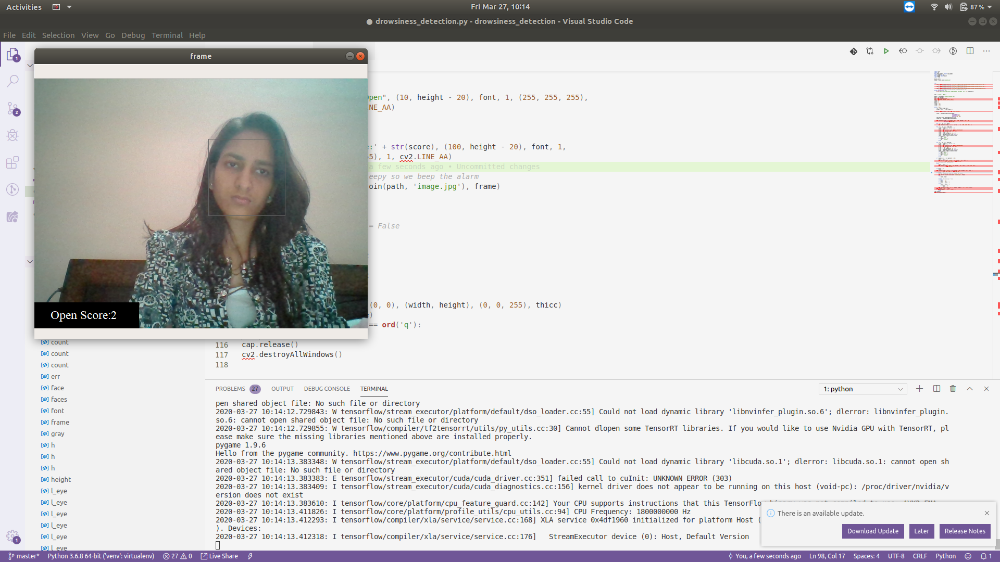 Activities
Fri Mar 27, 10:14
87 %
● drowsiness_detection.py - drowsiness_detection - Visual Studio Code
File Edit Selection View Go Debug Terminal Help
frame
1
2
Open Score:2
pen", (10, height - 20), font, 1, (255, 255, 255),
NE_AA)
:' + str(score), (100, height - 20), font, 1,
5), 1, cv2.LINE_AA)
a few seconds ago • Uncommitted changes
eepy so we beep the alarm
oin(path, 'image.jpg'), frame)
= False
(0, 0), (width, height), (0, 0, 255), thicc)
)
== ord('q'):
116 cap.release()
117 cv2.destroyAllWindows()
118
count
count
count
err
face
faces
font
frame
gray
h
h
h
height
l_eye
l_eye
l_eye
l_eye
l_eye
l_eye
1
PROBLEMS 27 OUTPUT DEBUG CONSOLE TERMINAL
1: python
pen shared object file: No such file or directory
2020-03-27 10:14:12.729843: W tensorflow/stream_executor/platform/default/dso_loader.cc:55] Could not load dynamic library 'libnvinfer_plugin.so.6'; dlerror: libnvinfer_plugin.
so.6: cannot open shared object file: No such file or directory
2020-03-27 10:14:12.729855: W tensorflow/compiler/tf2tensorrt/utils/py_utils.cc:30] Cannot dlopen some TensorRT libraries. If you would like to use Nvidia GPU with TensorRT, pl
ease make sure the missing libraries mentioned above are installed properly.
pygame 1.9.6
Hello from the pygame community. https://www.pygame.org/contribute.html
2020-03-27 10:14:13.383348: W tensorflow/stream_executor/platform/default/dso_loader.cc:55] Could not load dynamic library 'libcuda.so.1'; dlerror: libcuda.so.1: cannot open sh
ared object file: No such file or directory
2020-03-27 10:14:13.383383: E tensorflow/stream_executor/cuda/cuda_driver.cc:351] failed call to cuInit: UNKNOWN ERROR (303)
2020-03-27 10:14:13.383409: I tensorflow/stream_executor/cuda/cuda_diagnostics.cc:156] kernel driver does not appear to be running on this host (void-pc): /proc/driver/nvidia/v
ersion does not exist
2020-03-27 10:14:13.383610: I tensorflow/core/platform/cpu_feature_guard.cc:142] Your CPU supports instructions that this TensorFlow
2020-03-27 10:14:13.411826: I tensorflow/core/platform/profile_utils/cpu_utils.cc:94] CPU Frequency: 1800000000 Hz
2020-03-27 10:14:13.412293: I tensorflow/compiler/xla/service/service.cc:168] XLA service 0x4df1960 initialized for platform Host (
). Devices:
2020-03-27 10:14:13.412318: I tensorflow/compiler/xla/service/service.cc:176] StreamExecutor device (0): Host, Default Version
There is an available update.
Download Update Later Release Notes
master* Python 3.6.8 64-bit ('venv': virtualenv) 27 0 Live Share
You, a few seconds ago Ln 98, Col 17 Spaces: 4 UTF-8 CRLF Python 1